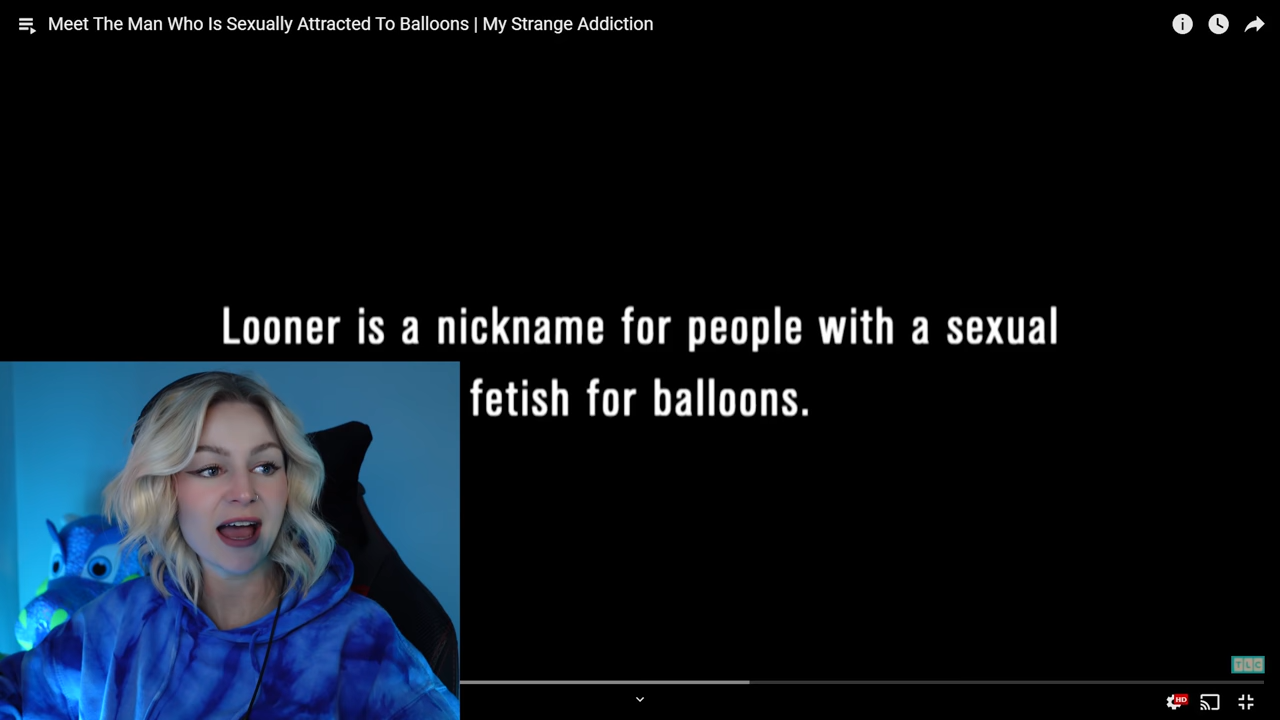 Meet The Man Who Is Sexually Attracted To Balloons | My Strange Addiction
Looner is a nickname for people with a sexual
fetish for balloons.
TLC
HD